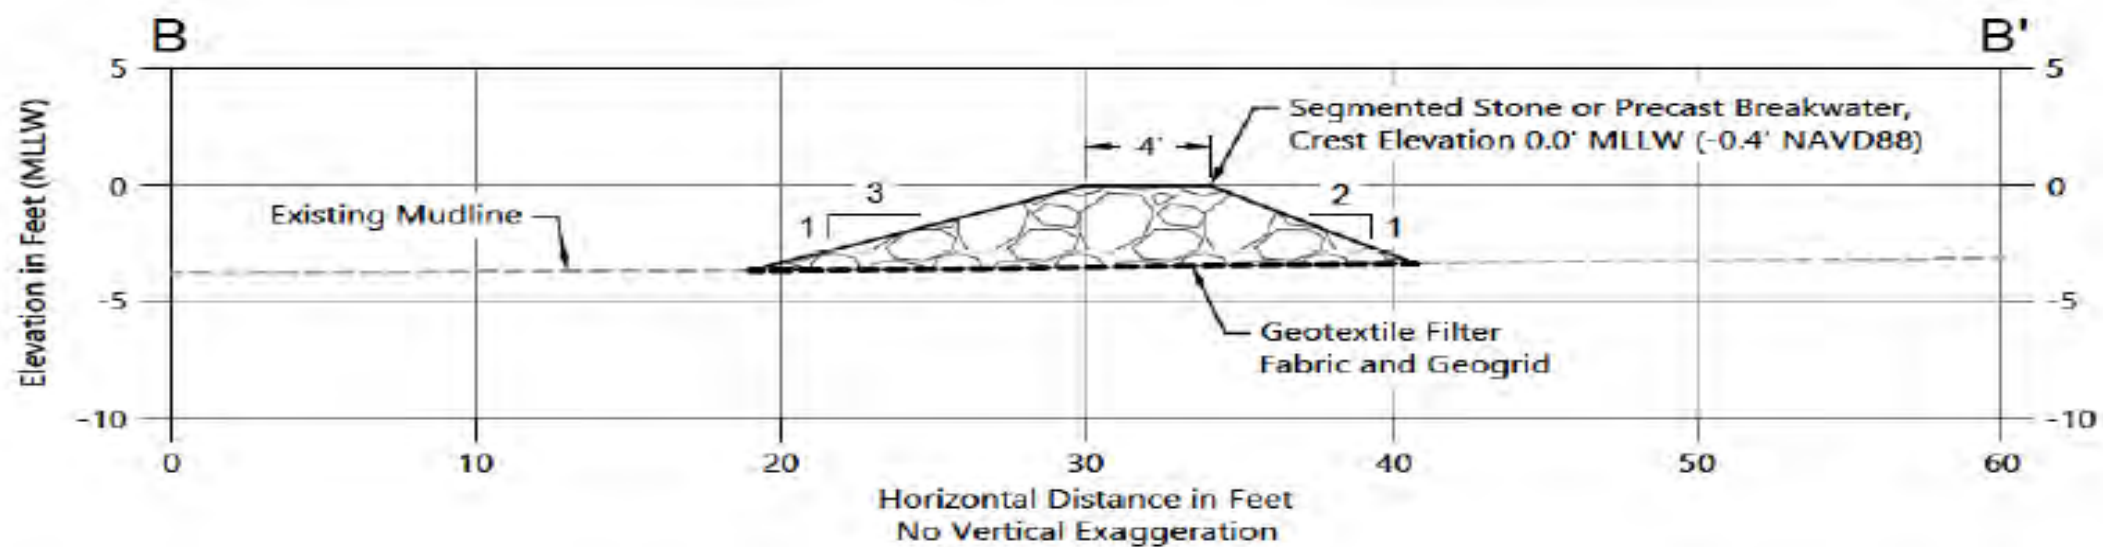 B B'
5 5
Segmented Stone or Precast Breakwater,
4' Crest Elevation 0.0' MLLW (-0.4' NAVD88)
0 0
3 2
Existing Mudline 1 1
Elevation in Feet (MLLW)
-5 -5
Geotextile Filter
Fabric and Geogrid
-10 -10
0 10 20 30 40 50 60
Horizontal Distance in Feet
No Vertical Exaggeration